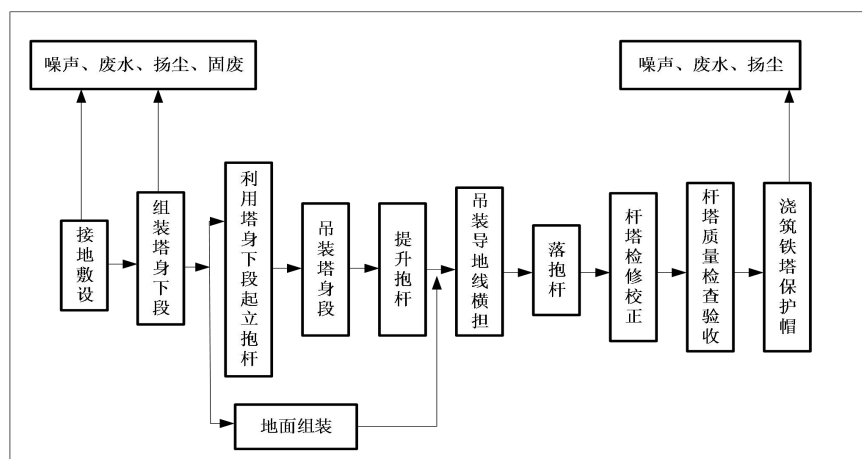 噪声、废水、扬尘、固废
噪声、废水、扬尘
接地敷设
组装塔身下段
利用塔身下段起立抱杆
吊装塔身段
提升抱杆
吊装导地线横担
落抱杆
杆塔检修校正
杆塔质量检查验收
浇筑铁塔保护帽
地面组装